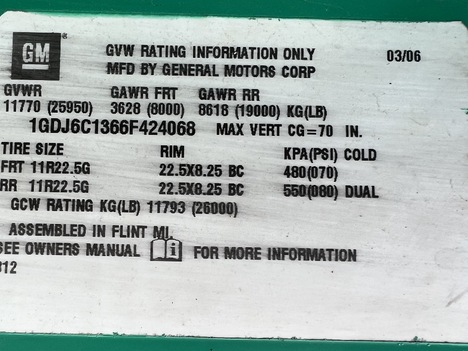 GM ® GVW RATING INFORMATION ONLY 03/06
MFD BY GENERAL MOTORS CORP
GVWR GAWR FRT GAWR RR
11770 (25950) 3628 (8000) 8618 (19000) KG(LB)
1GDJ6C1366F424068 MAX VERT CG=70 IN.
TIRE SIZE RIM KPA(PSI) COLD
FRT 11R22.5G 22.5X8.25 BC 480(070)
RR 11R22.5G 22.5X8.25 BC 550(080) DUAL
GCW RATING KG(LB) 11793 (26000)
ASSEMBLED IN FLINT MI.
SEE OWNERS MANUAL i FOR MORE INFORMATION
312